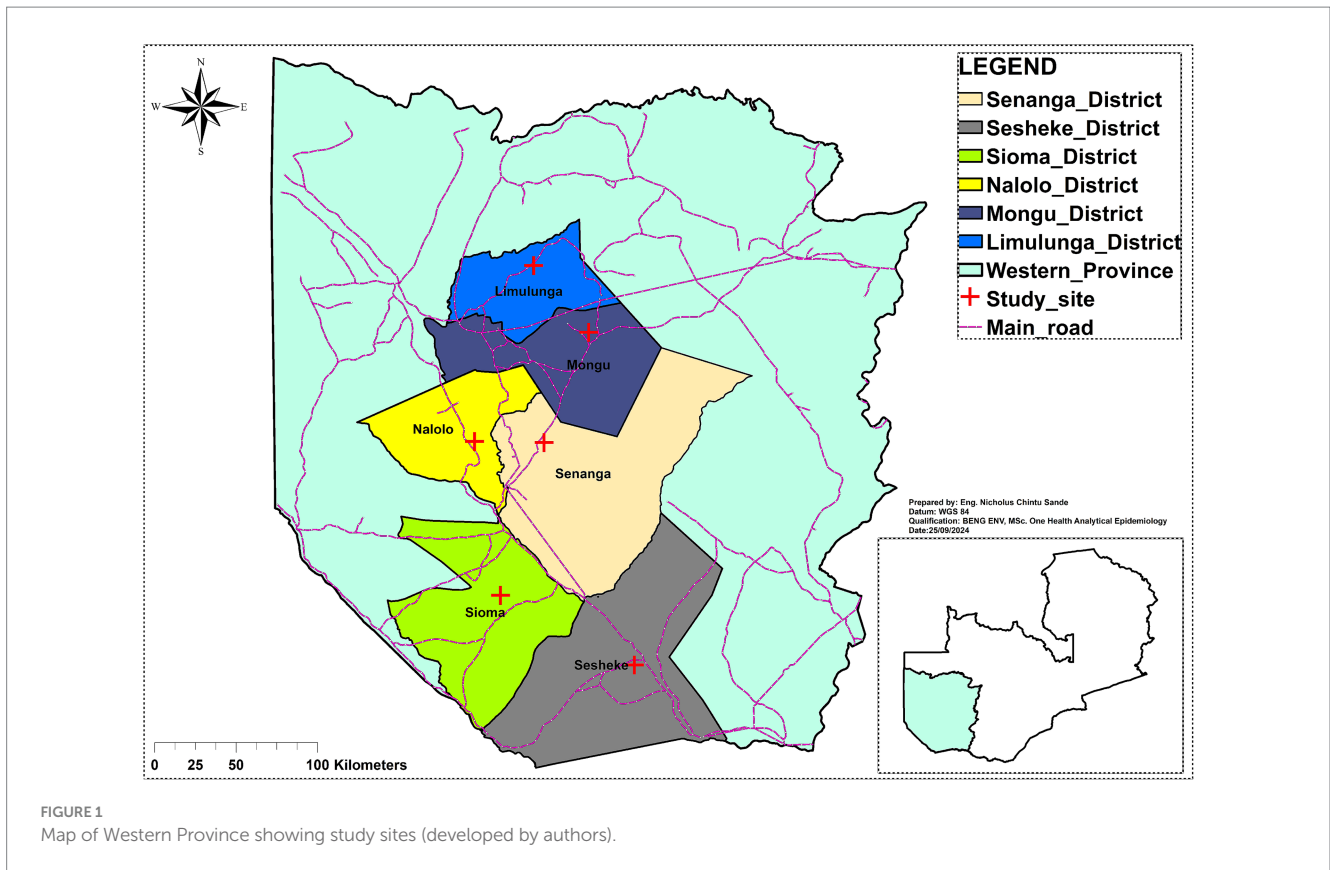 N
W
E
S
LEGEND
Senanga_District
Sesheke_District
Sioma_District
Nalolo_District
Mongu_District
Limulunga_District
Western_Province
Study_site
Main_road
Limulunga
Mongu
Nalolo
Senanga
Sioma
Sesheke
Prepared by: Eng. Nicholus Chintu Sande
Datum: WGS 84
Qualification: BENG ENV, MSc. One Health Analytical Epidemiology
Date:25/09/2024
0 25 50 100 Kilometers
FIGURE 1
Map of Western Province showing study sites (developed by authors).